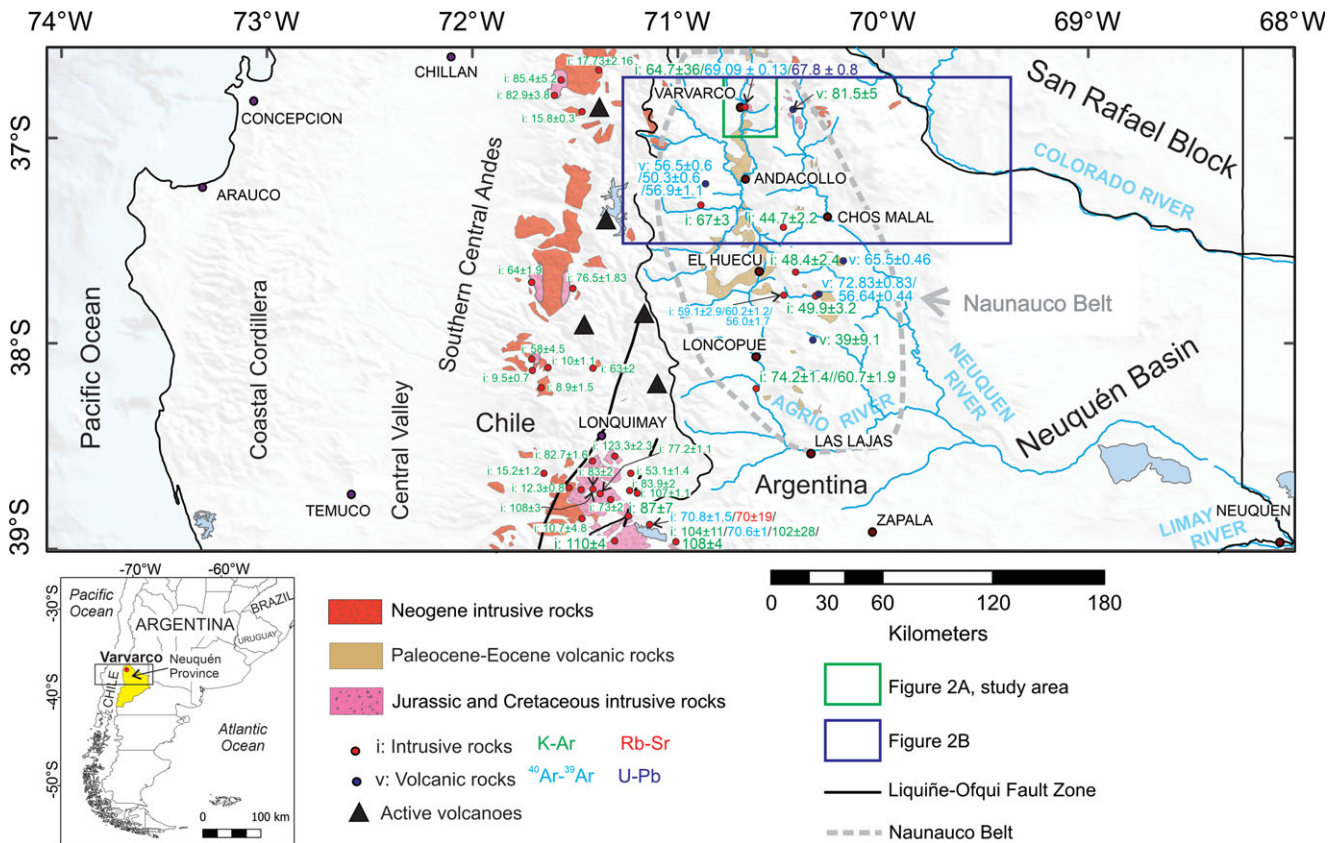 74°W 73°W 72°W 71°W 70°W 69°W 68°W
37°S
38°S
39°S
Pacific Ocean
Coastal Cordillera
Central Valley
Southern Central Andes
Chile
Argentina
San Rafael Block
Neuquén Basin
Naunauco Belt
COLORADO RIVER
NEUQUEN RIVER
AGRIO RIVER
LIMAY RIVER
CHILLAN
CONCEPCION
ARAUCO
TEMUCO
LONQUIMAY
VARVARCO
ANDACOLLO
CHOS MALAL
EL HUECU
LONCOPUE
LAS LAJAS
ZAPALA
NEUQUEN
i: 17.73±2.16
i: 85.4±5.2
i: 82.9±3.8
i: 15.8±0.3
i: 64.7±36/69.09 ± 0.13/67.8 ± 0.8
v: 81.5±5
v: 56.5±0.6
/50.3±0.6
/56.9±1.1
i: 67±3
i: 44.7±2.2
i: 48.4±2.4
v: 65.5±0.46
v: 72.83±0.83/
56.64±0.44
i: 59.1±2.9/60.2±1.2/
56.0±1.7
i: 49.9±3.2
v: 39±9.1
i: 74.2±1.4//60.7±1.9
i: 64±1.9
i: 76.5±1.83
i: 58±4.5
i: 10±1.1
i: 63±2
i: 9.5±0.7
i: 8.9±1.5
i: 123.3±2.3
i: 77.2±1.1
i: 82.7±1.6
i: 15.2±1.2
i: 83±2
i: 53.1±1.4
i: 83.9±2
i: 12.3±0.8
i: 107±1.1
i: 108±3
i: 73±2
i: 87±7
i: 10.7±4.8
i: 70.8±1.5/70±19/
i: 104±11/70.6±1/102±28/
i: 110±4
i: 108±4
−70°W −60°W
−30°S
−40°S
−50°S
Pacific
Ocean
ARGENTINA
BRAZIL
URUGUAY
Varvarco
Neuquén
Province
CHILE
Atlantic
Ocean
0 100 km
Neogene intrusive rocks
Paleocene-Eocene volcanic rocks
Jurassic and Cretaceous intrusive rocks
i: Intrusive rocks K-Ar Rb-Sr
v: Volcanic rocks ⁴⁰Ar-³⁹Ar U-Pb
Active volcanoes
0 30 60 120 180
Kilometers
Figure 2A, study area
Figure 2B
Liquiñe-Ofqui Fault Zone
Naunauco Belt